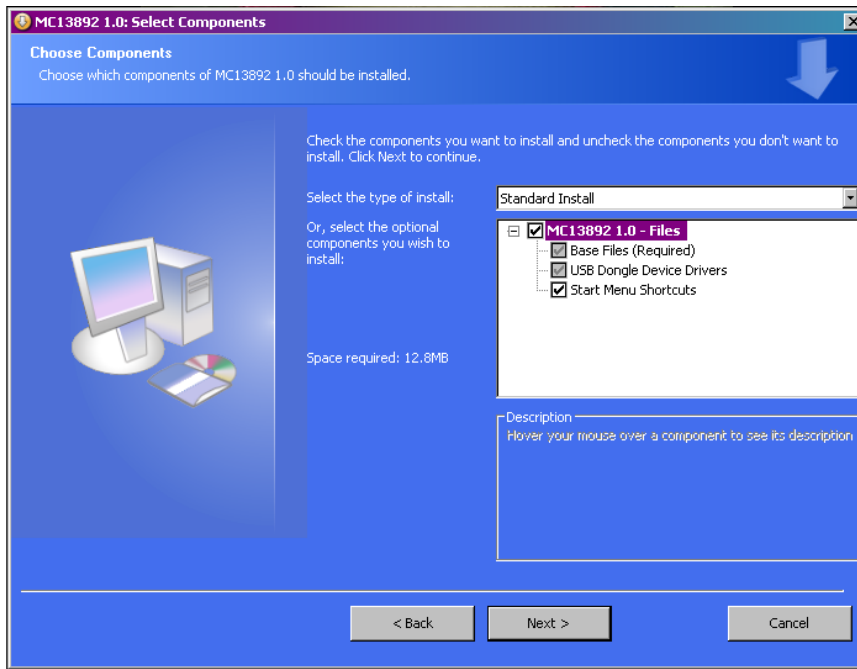 MC13892 1.0: Select Components
Choose Components
Choose which components of MC13892 1.0 should be installed.
Check the components you want to install and uncheck the components you don't want to
install. Click Next to continue.
Select the type of install:
Standard Install
Or, select the optional
components you wish to
install:
MC13892 1.0 - Files
Base Files (Required)
USB Dongle Device Drivers
Start Menu Shortcuts
Space required: 12.8MB
Description
Hover your mouse over a component to see its description
< Back
Next >
Cancel